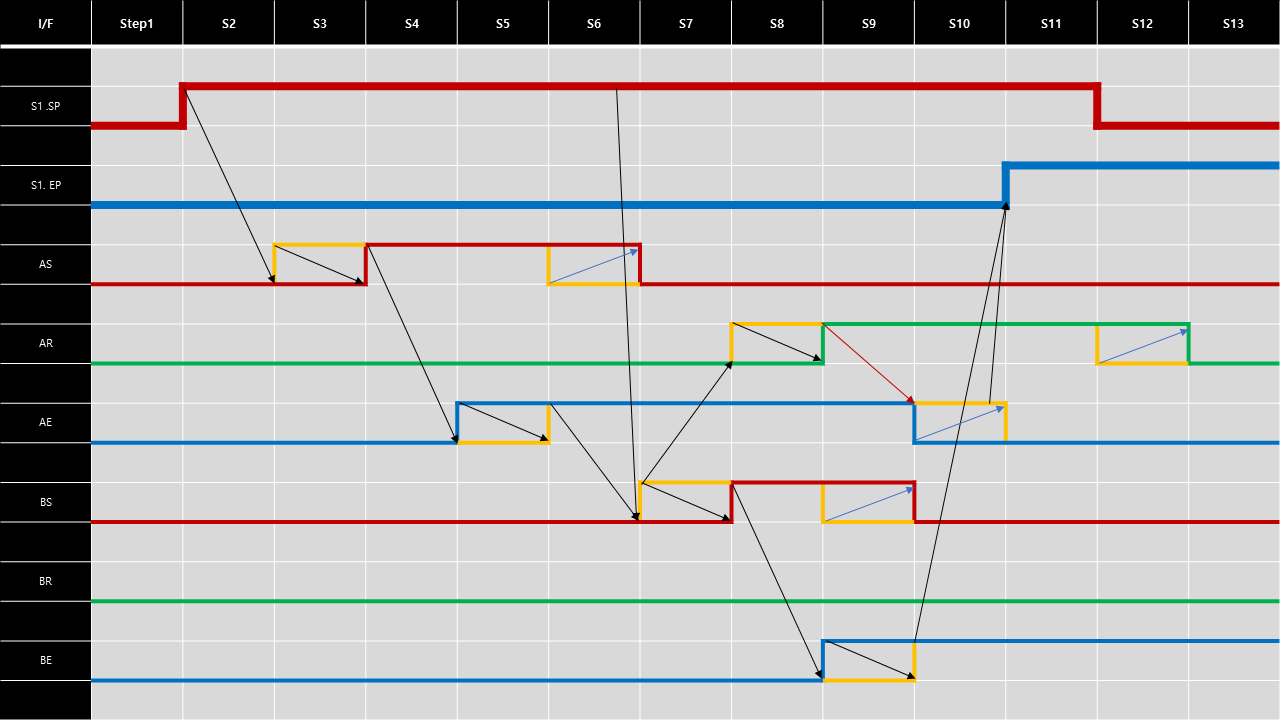 I/F Step1 S2 S3 S4 S5 S6 S7 S8 S9 S10 S11 S12 S13
S1 .SP
S1. EP
AS
AR
AE
BS
BR
BE